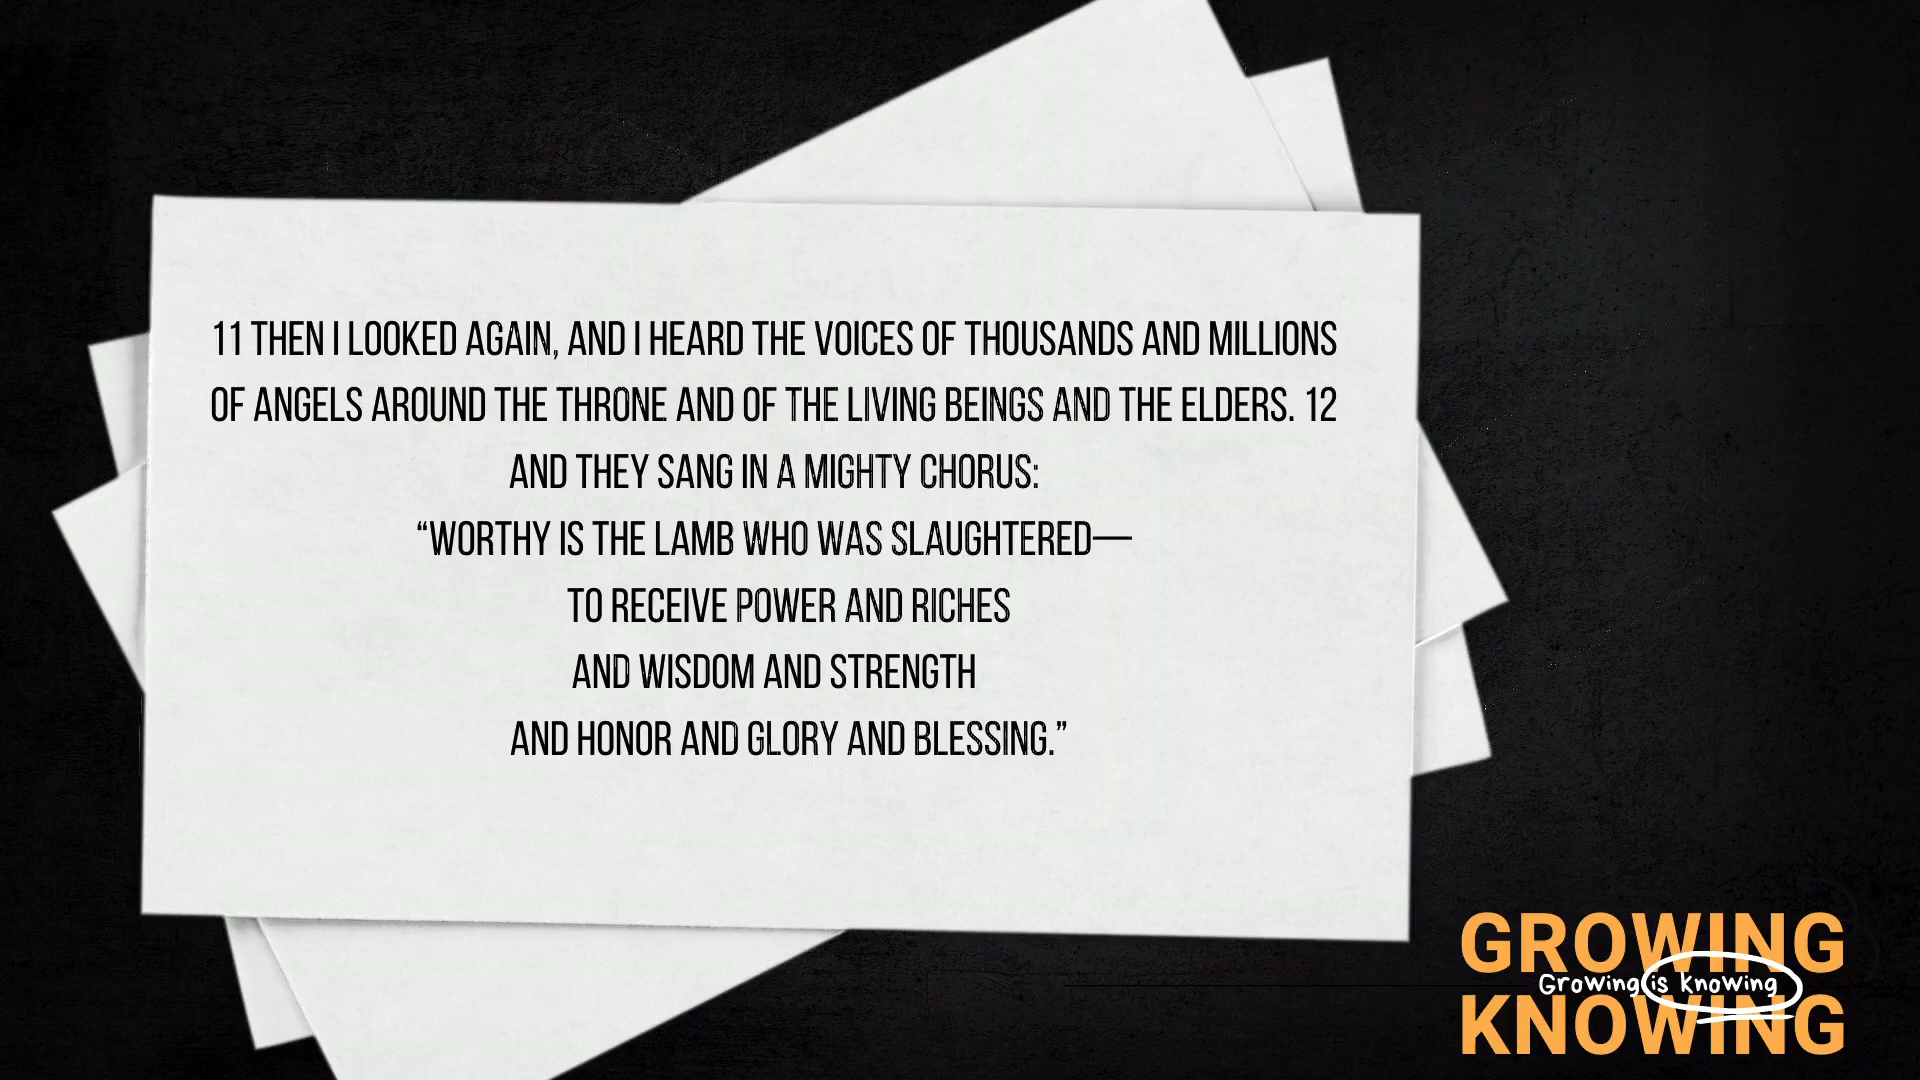 11 THEN I LOOKED AGAIN, AND I HEARD THE VOICES OF THOUSANDS AND MILLIONS
OF ANGELS AROUND THE THRONE AND OF THE LIVING BEINGS AND THE ELDERS. 12
AND THEY SANG IN A MIGHTY CHORUS:
“WORTHY IS THE LAMB WHO WAS SLAUGHTERED—
TO RECEIVE POWER AND RICHES
AND WISDOM AND STRENGTH
AND HONOR AND GLORY AND BLESSING.”
GROWING
Growing is knowing
KNOWING